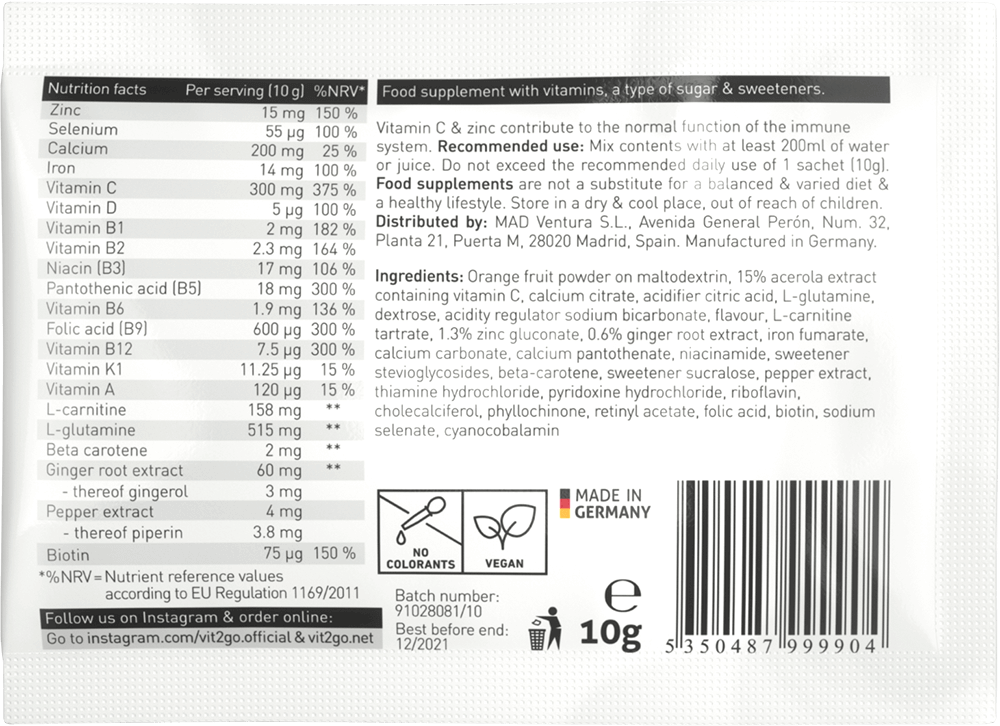 Nutrition facts Per serving (10 g) %NRV*
Zinc 15 mg 150 %
Selenium 55 µg 100 %
Calcium 200 mg 25 %
Iron 14 mg 100 %
Vitamin C 300 mg 375 %
Vitamin D 5 µg 100 %
Vitamin B1 2 mg 182 %
Vitamin B2 2.3 mg 164 %
Niacin (B3) 17 mg 106 %
Pantothenic acid (B5) 18 mg 300 %
Vitamin B6 1.9 mg 136 %
Folic acid (B9) 600 µg 300 %
Vitamin B12 7.5 µg 300 %
Vitamin K1 11.25 µg 15 %
Vitamin A 120 µg 15 %
L-carnitine 158 mg **
L-glutamine 515 mg **
Beta carotene 2 mg **
Ginger root extract 60 mg **
- thereof gingerol 3 mg
Pepper extract 4 mg
- thereof piperin 3.8 mg
Biotin 75 µg 150 %
*%NRV= Nutrient reference values
according to EU Regulation 1169/2011
Follow us on Instagram & order online:
Go to instagram.com/vit2go.official & vit2go.net
Food supplement with vitamins, a type of sugar & sweeteners.
Vitamin C & zinc contribute to the normal function of the immune
system. Recommended use: Mix contents with at least 200ml of water
or juice. Do not exceed the recommended daily use of 1 sachet (10g).
Food supplements are not a substitute for a balanced & varied diet &
a healthy lifestyle. Store in a dry & cool place, out of reach of children.
Distributed by: MAD Ventura S.L., Avenida General Perón, Num. 32,
Planta 21, Puerta M, 28020 Madrid, Spain. Manufactured in Germany.
Ingredients: Orange fruit powder on maltodextrin, 15% acerola extract
containing vitamin C, calcium citrate, acidifier citric acid, L-glutamine,
dextrose, acidity regulator sodium bicarbonate, flavour, L-carnitine
tartrate, 1.3% zinc gluconate, 0.6% ginger root extract, iron fumarate,
calcium carbonate, calcium pantothenate, niacinamide, sweetener
stevioglycosides, beta-carotene, sweetener sucralose, pepper extract,
thiamine hydrochloride, pyridoxine hydrochloride, riboflavin,
cholecalciferol, phyllochinone, retinyl acetate, folic acid, biotin, sodium
selenate, cyanocobalamin
NO
COLORANTS
VEGAN
MADE IN
GERMANY
Batch number:
91028081/10
Best before end:
12/2021
e
10g
5 350487 999904